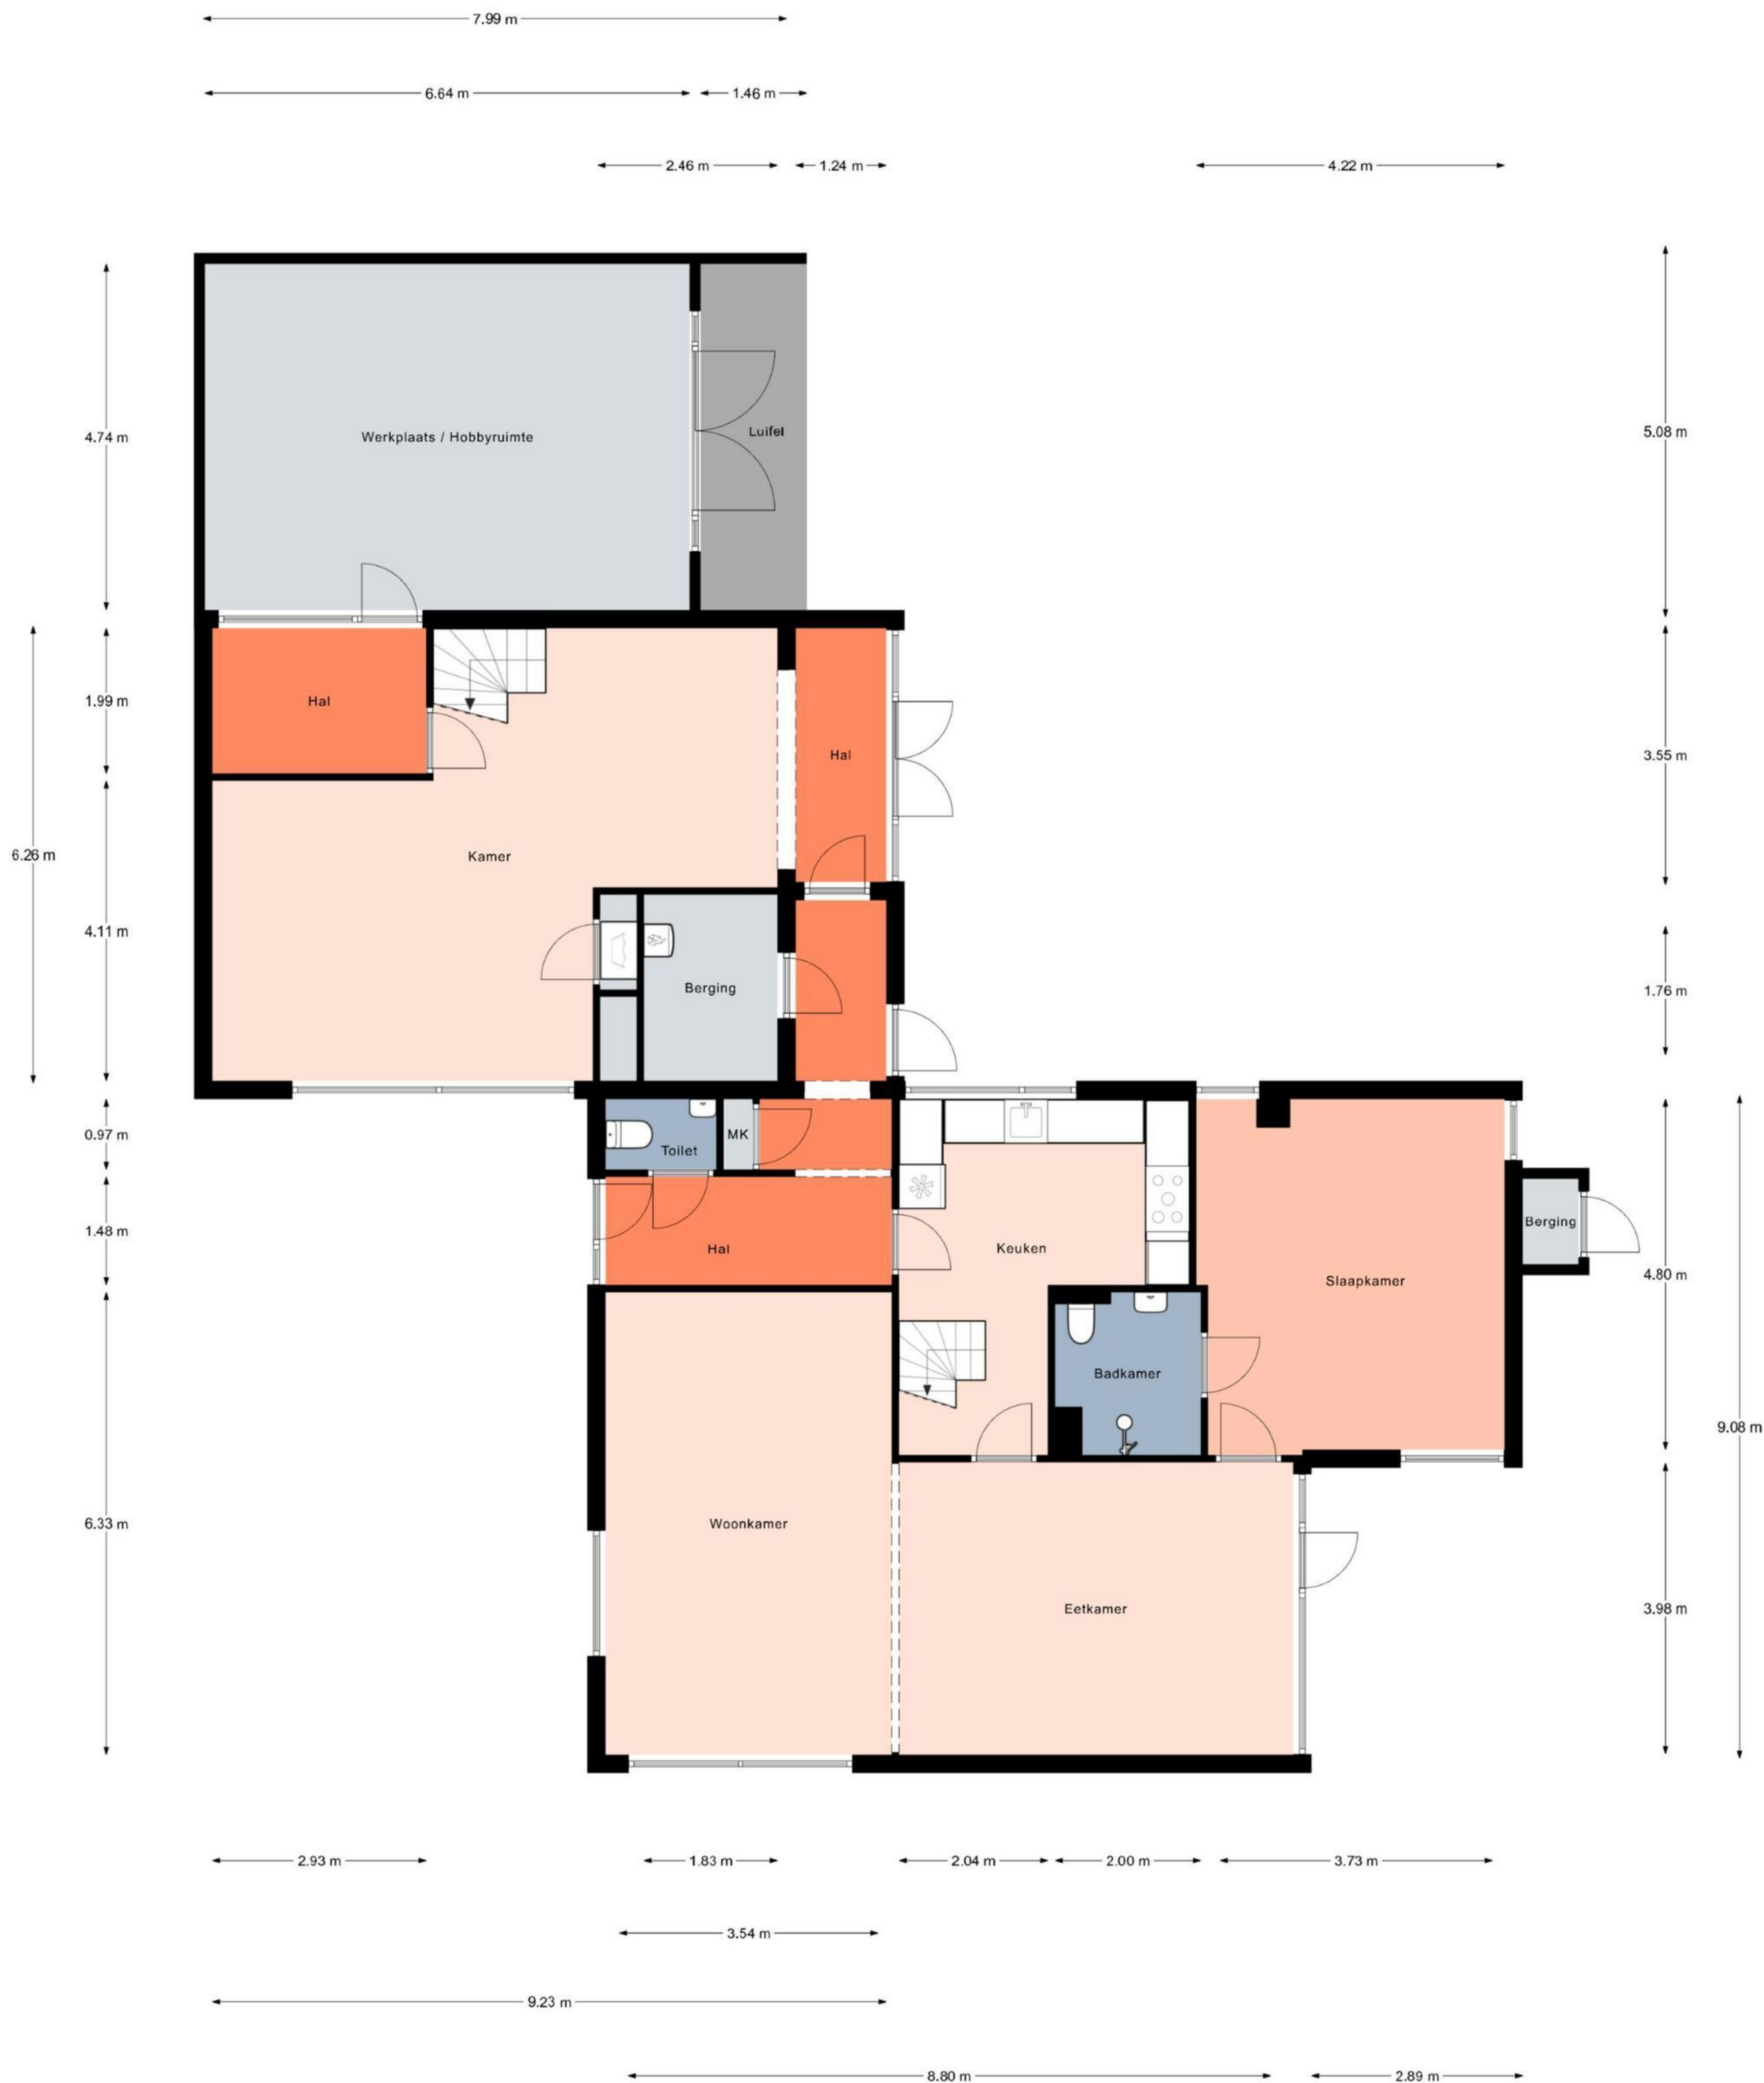 7.99 m
6.64 m
1.46 m
2.46 m
1.24 m
4.22 m
Werkplaats / Hobbyruimte
Luifel
4.74 m
5.08 m
Hal
1.99 m
Hal
3.55 m
Kamer
6.26 m
4.11 m
Berging
1.76 m
0.97 m
Toilet
MK
1.48 m
Hal
Keuken
Berging
Slaapkamer
4.80 m
Badkamer
9.08 m
6.33 m
Woonkamer
Eetkamer
3.98 m
2.93 m
1.83 m
2.04 m
2.00 m
3.73 m
3.54 m
9.23 m
8.80 m
2.89 m